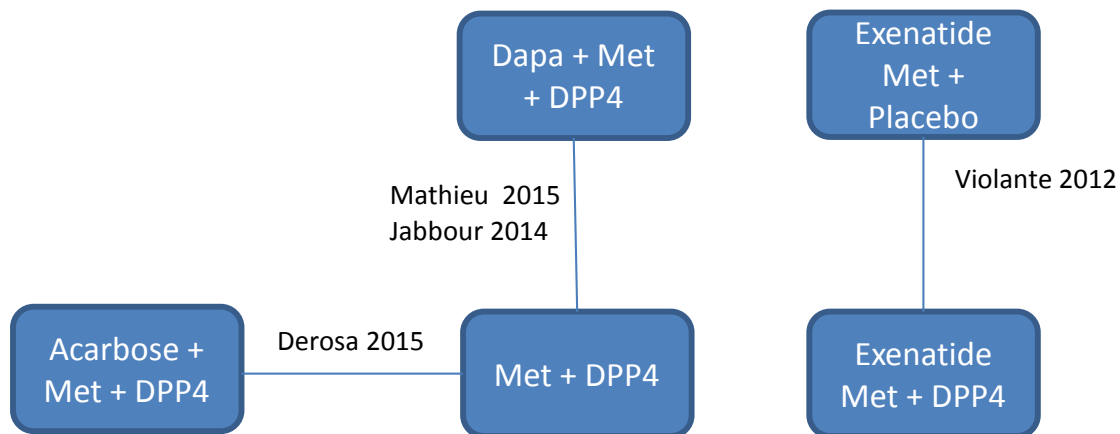 Dapa + Met
+ DPP4
Exenatide
Met +
Placebo
Mathieu  2015
Jabbour 2014
Violante 2012
Acarbose +
Met + DPP4
Derosa 2015
Met + DPP4
Exenatide
Met + DPP4